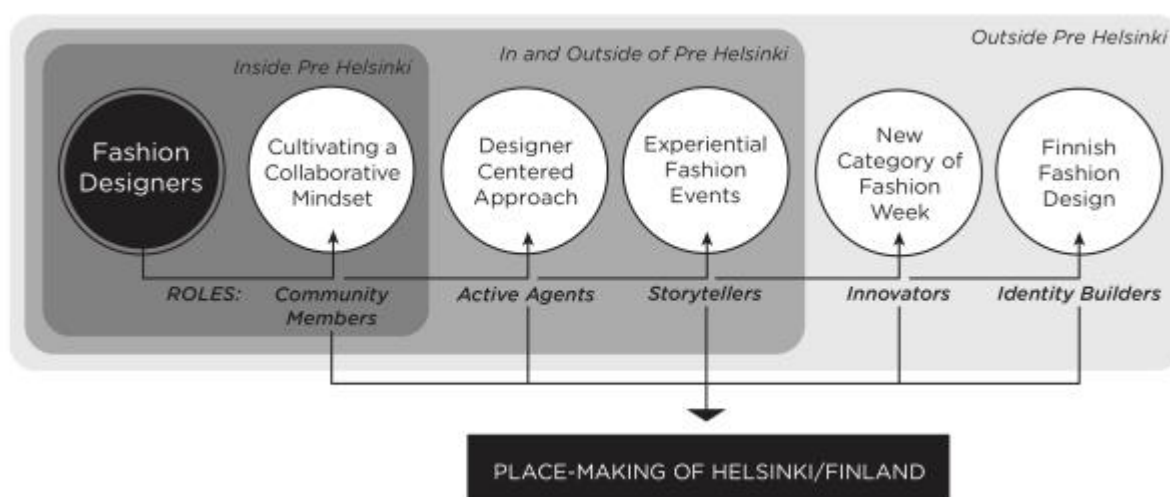 Outside Pre Helsinki
In and Outside of Pre Helsinki
Inside Pre Helsinki
Fashion
Designers
Cultivating a
Collaborative
Mindset
Designer
Centered
Approach
Experiential
Fashion
Events
New
Category of
Fashion
Week
Finnish
Fashion
Design
ROLES:
Community
Members
Active Agents
Storytellers
Innovators
Identity Builders
PLACE-MAKING OF HELSINKI/FINLAND